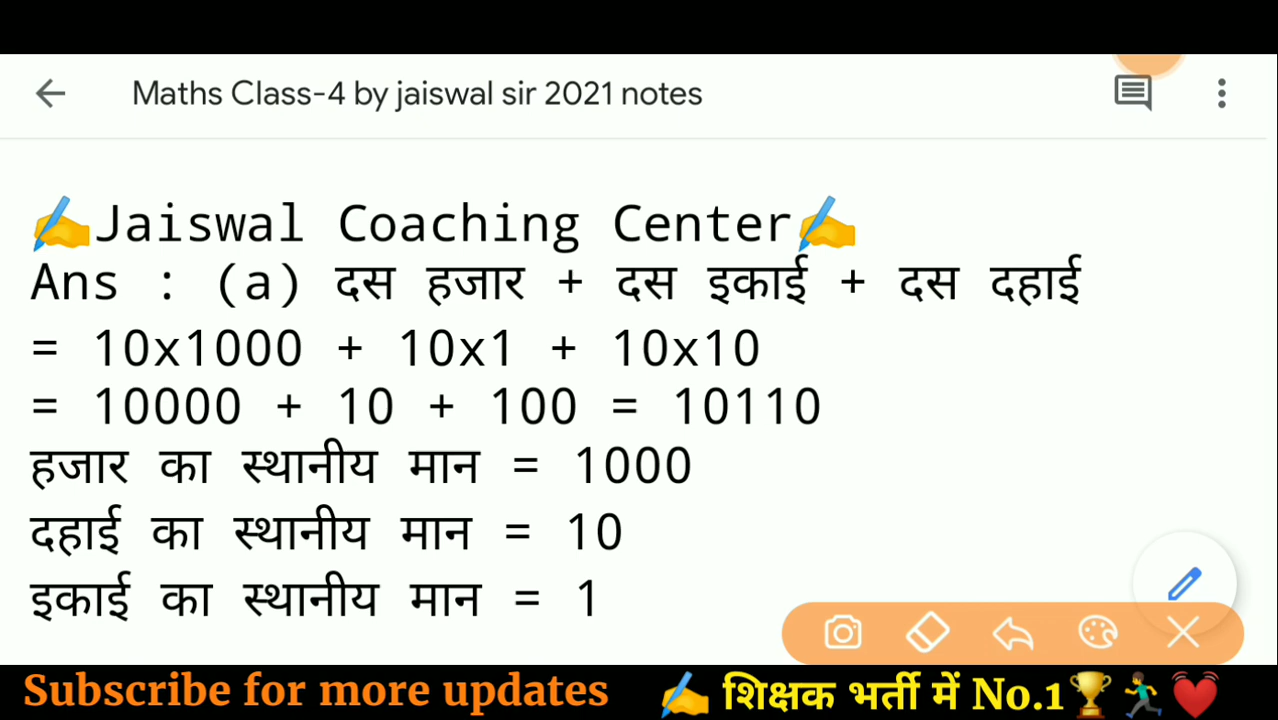 Maths Class-4 by jaiswal sir 2021 notes
✍️Jaiswal Coaching Center✍️
Ans : (a) दस हजार + दस इकाई + दस दहाई
= 10x1000 + 10x1 + 10x10
= 10000 + 10 + 100 = 10110
हजार का स्थानीय मान = 1000
दहाई का स्थानीय मान = 10
इकाई का स्थानीय मान = 1
Subscribe for more updates ✍️ शिक्षक भर्ती में No.1🏆🏃‍♂️💓